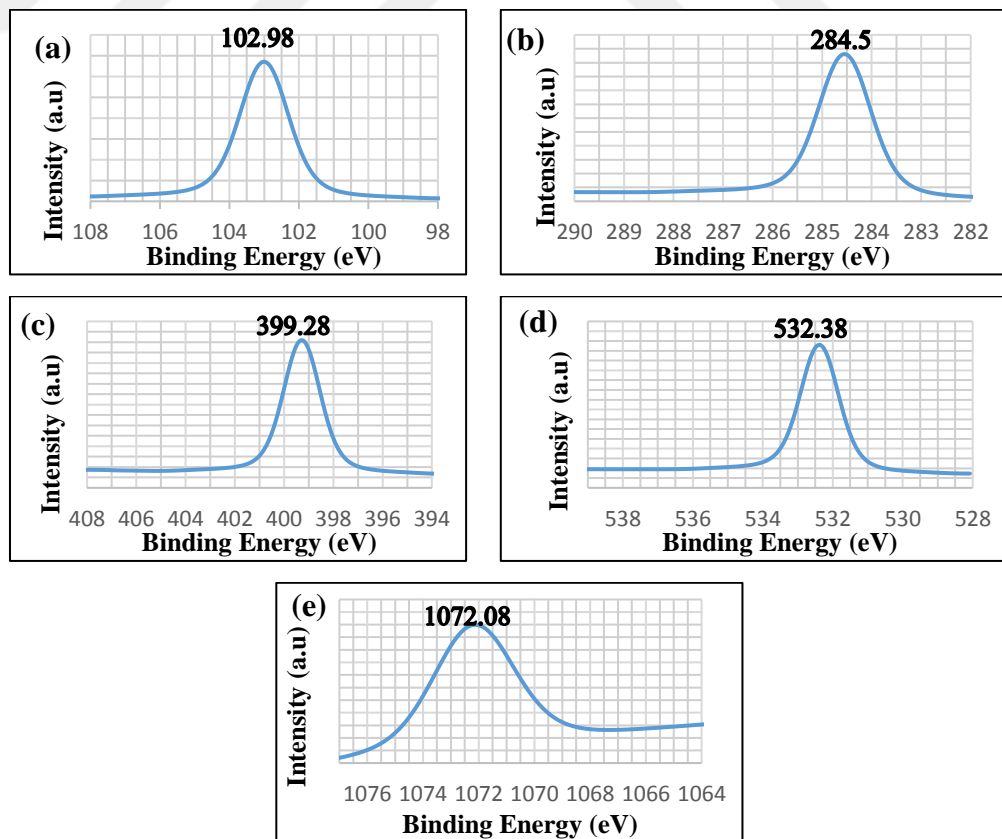 (a)
102.98
Intensity (a.u)
108 106 104 102 100 98
Binding Energy (eV)
(b)
284.5
Intensity (a.u)
290 289 288 287 286 285 284 283 282
Binding Energy (eV)
(c)
399.28
Intensity (a.u)
408 406 404 402 400 398 396 394
Binding Energy (eV)
(d)
532.38
Intensity (a.u)
538 536 534 532 530 528
Binding Energy (eV)
(e)
1072.08
Intensity (a.u)
1076 1074 1072 1070 1068 1066 1064
Binding Energy (eV)